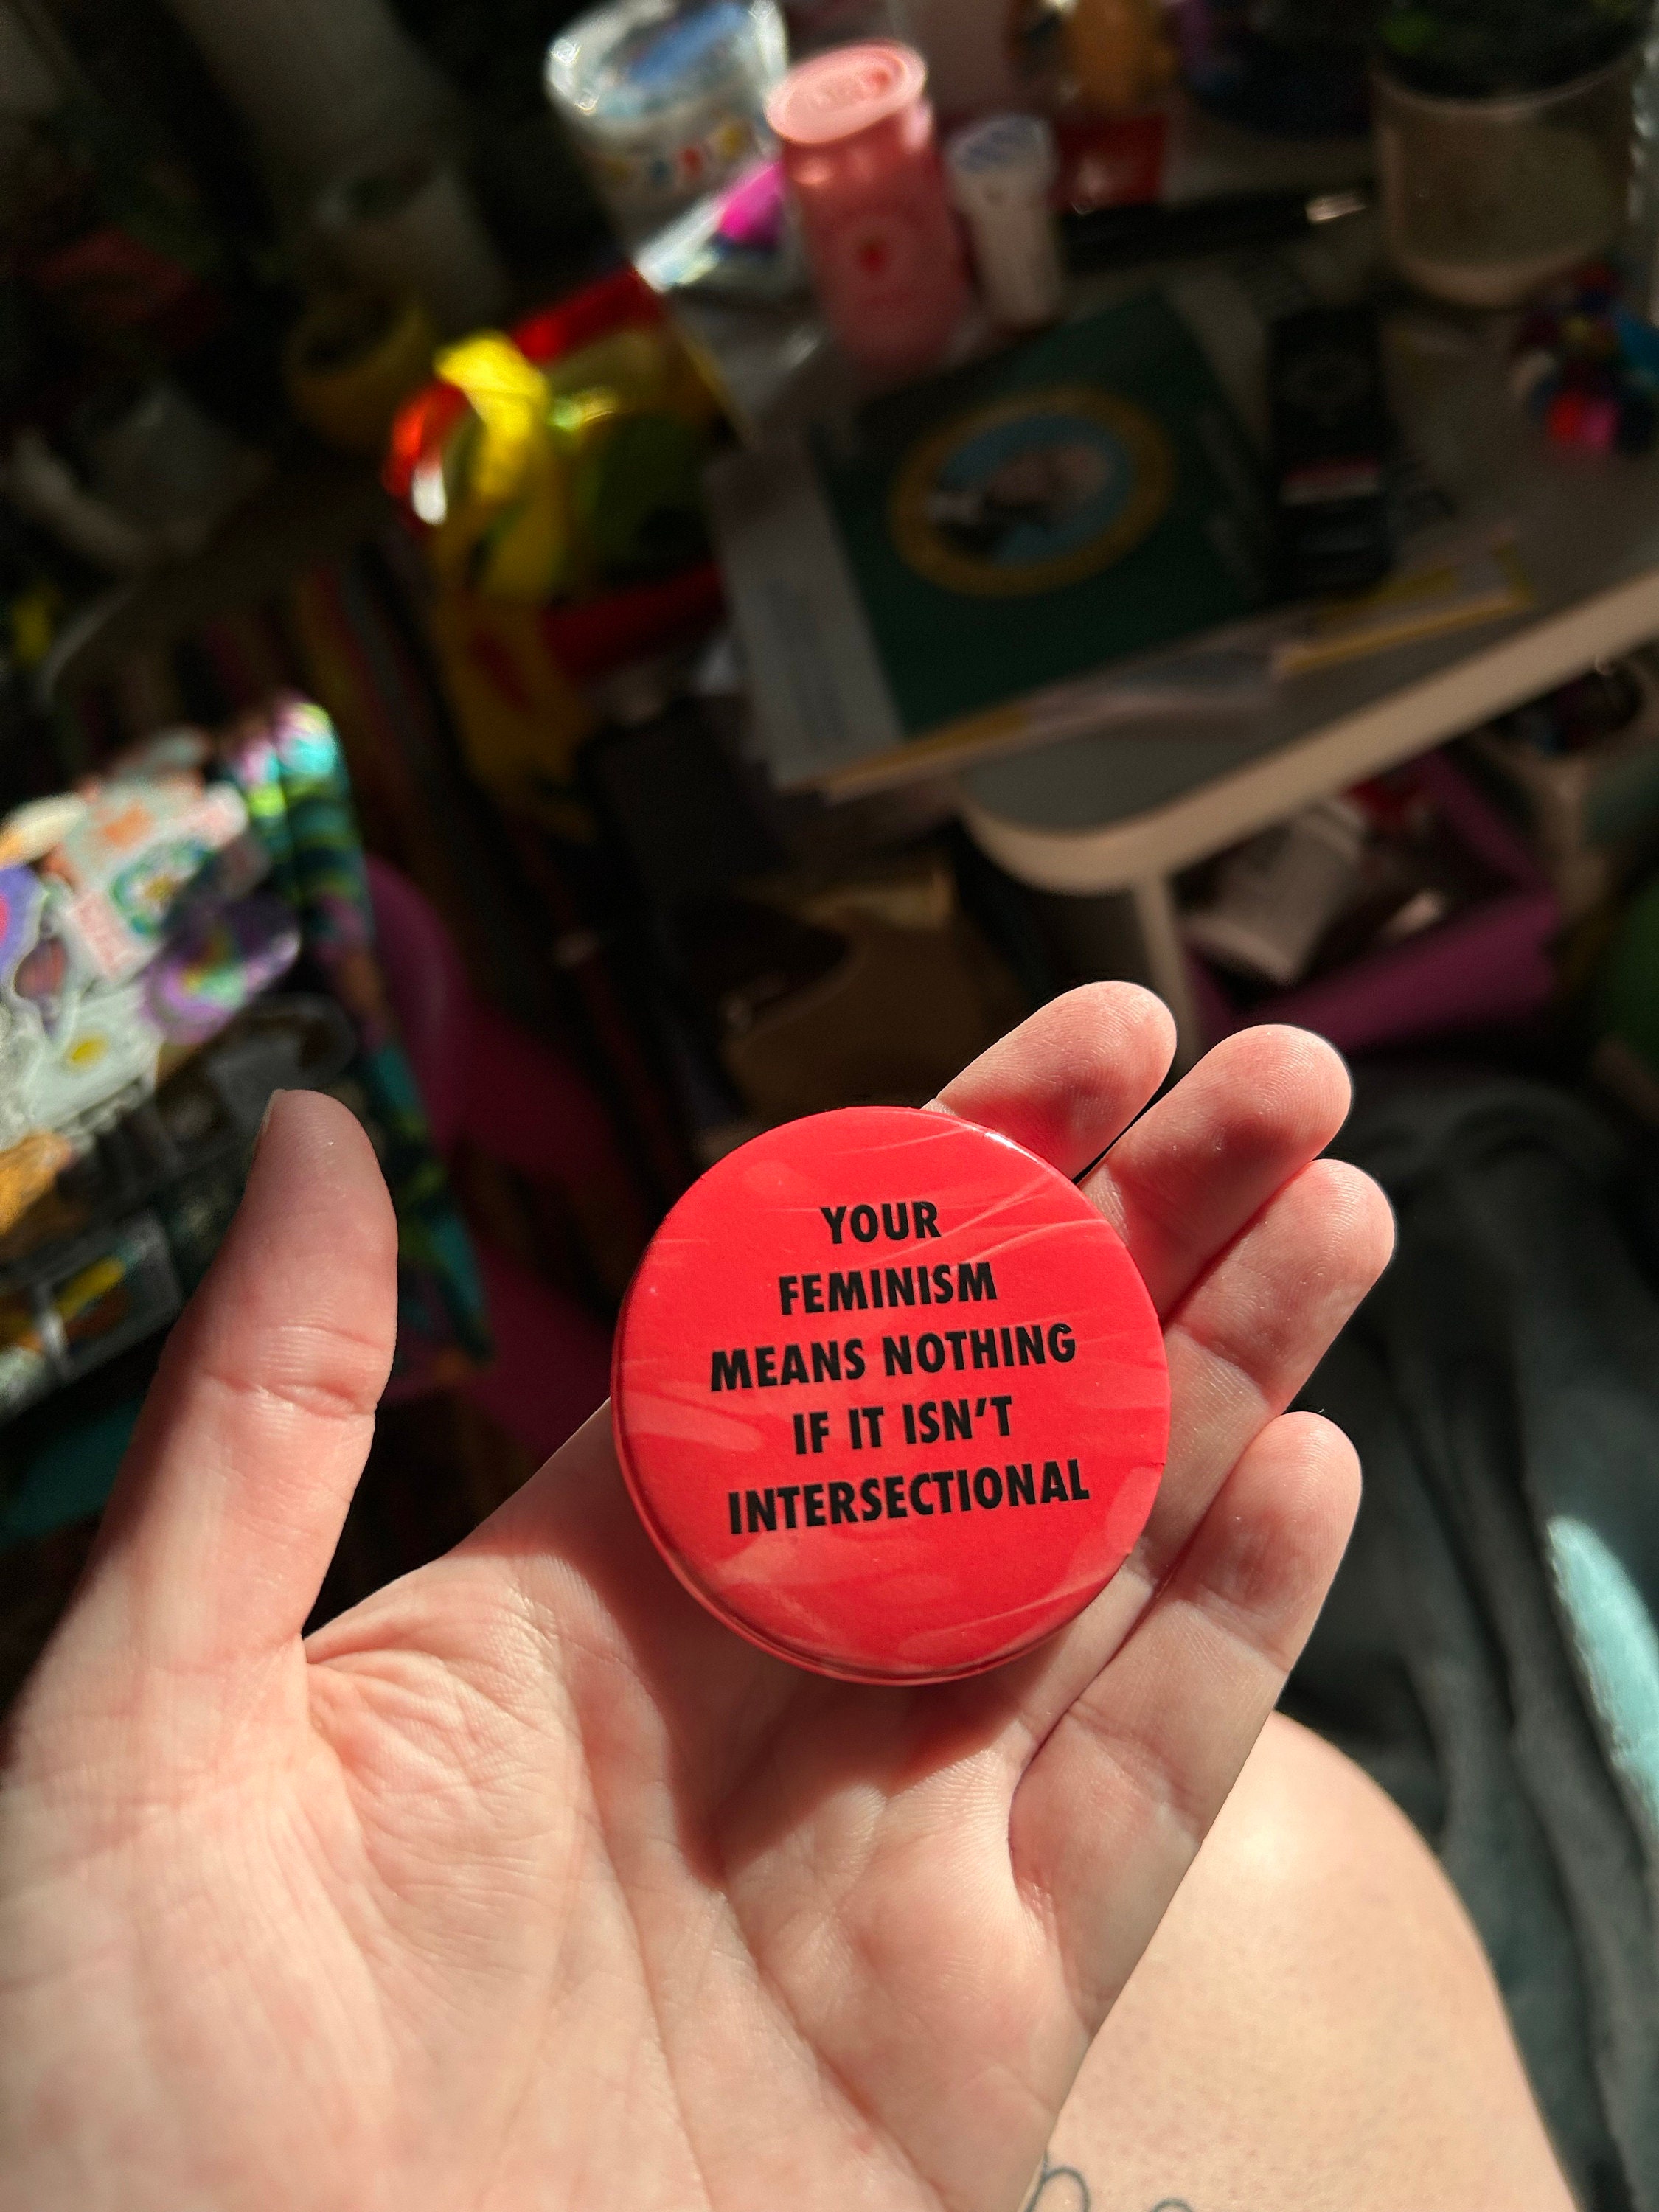 YOUR
FEMINISM
MEANS NOTHING
IF IT ISN'T
INTERSECTIONAL